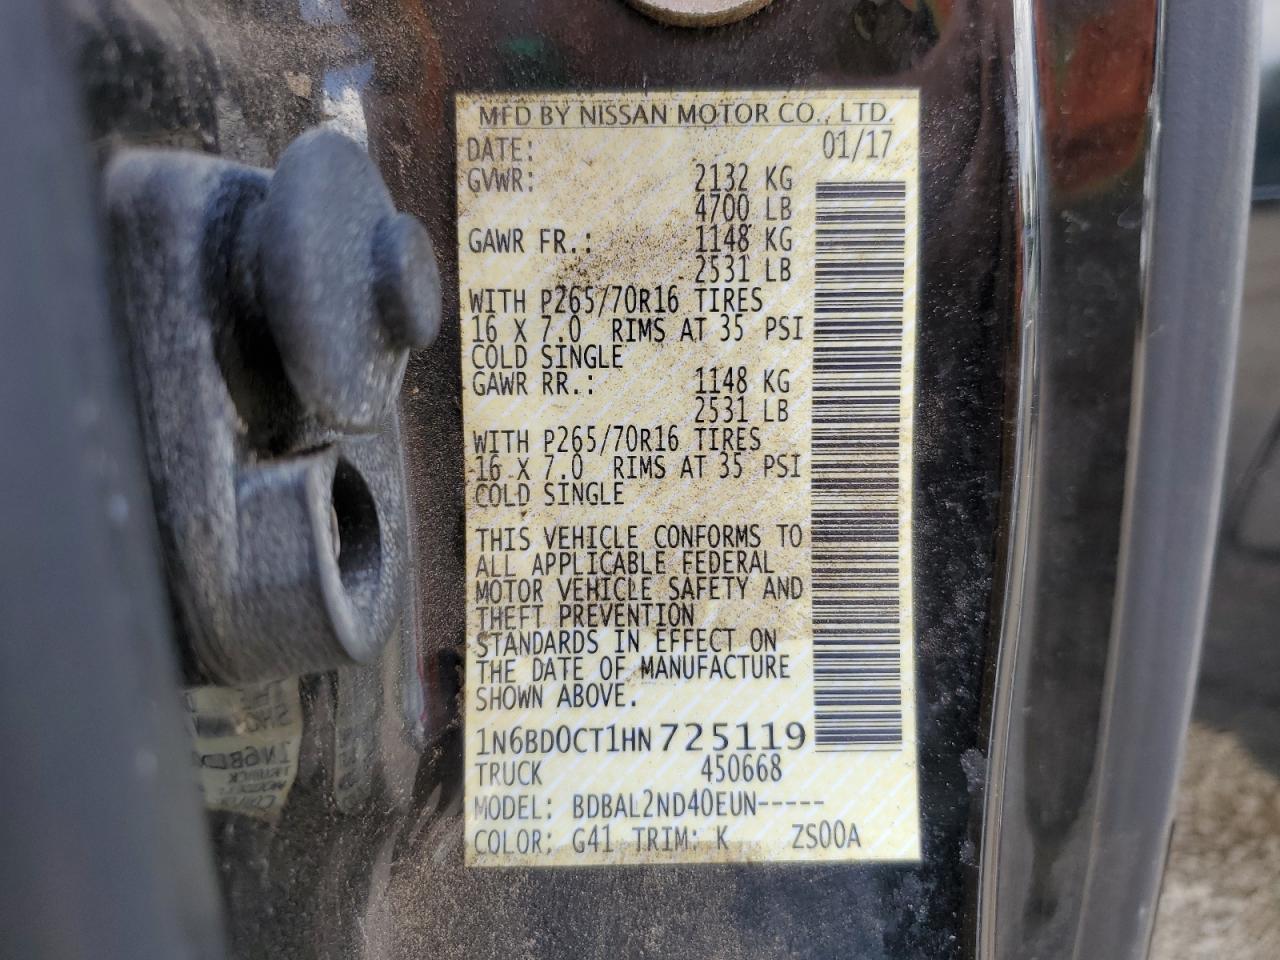 MFD BY NISSAN MOTOR CO., LTD.
DATE: 01/17
GVWR: 2132 KG
4700 LB
GAWR FR.: 1148 KG
2531 LB
WITH P265/70R16 TIRES
16 X 7.0 RIMS AT 35 PSI
COLD SINGLE
GAWR RR.: 1148 KG
2531 LB
WITH P265/70R16 TIRES
16 X 7.0 RIMS AT 35 PSI
COLD SINGLE
THIS VEHICLE CONFORMS TO
ALL APPLICABLE FEDERAL
MOTOR VEHICLE SAFETY AND
THEFT PREVENTION
STANDARDS IN EFFECT ON
THE DATE OF MANUFACTURE
SHOWN ABOVE.
1N6BD0CT1HN725119
TRUCK 450668
MODEL: BDBAL2ND40EUN-----
COLOR: G41 TRIM: K ZS00A